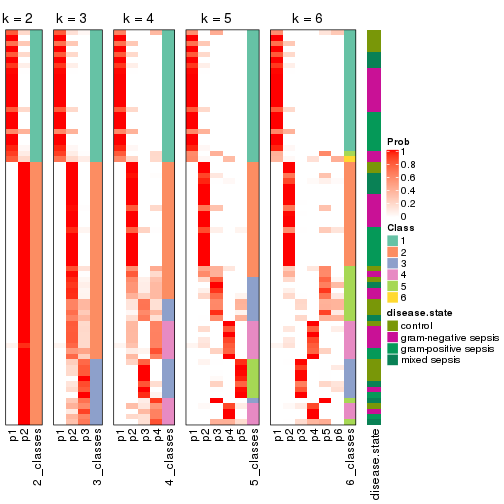 k = 2
k = 3
k = 4
k = 5
k = 6
p1
p2
2_classes
p1
p2
p3
3_classes
p1
p2
p3
p4
4_classes
p1
p2
p3
p4
p5
5_classes
p1
p2
p3
p4
p5
p6
6_classes
disease.state
Prob
1
0.8
0.6
0.4
0.2
0
Class
1
2
3
4
5
6
disease.state
control
gram-negative sepsis
gram-positive sepsis
mixed sepsis